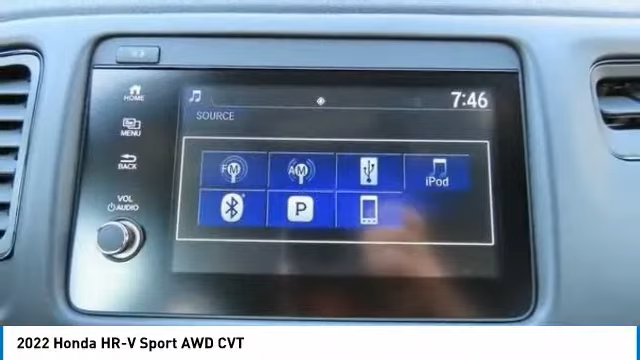 HOME
MENU
BACK
VOL
AUDIO
7:46
SOURCE
FM
AM
iPod
P
2022 Honda HR-V Sport AWD CVT